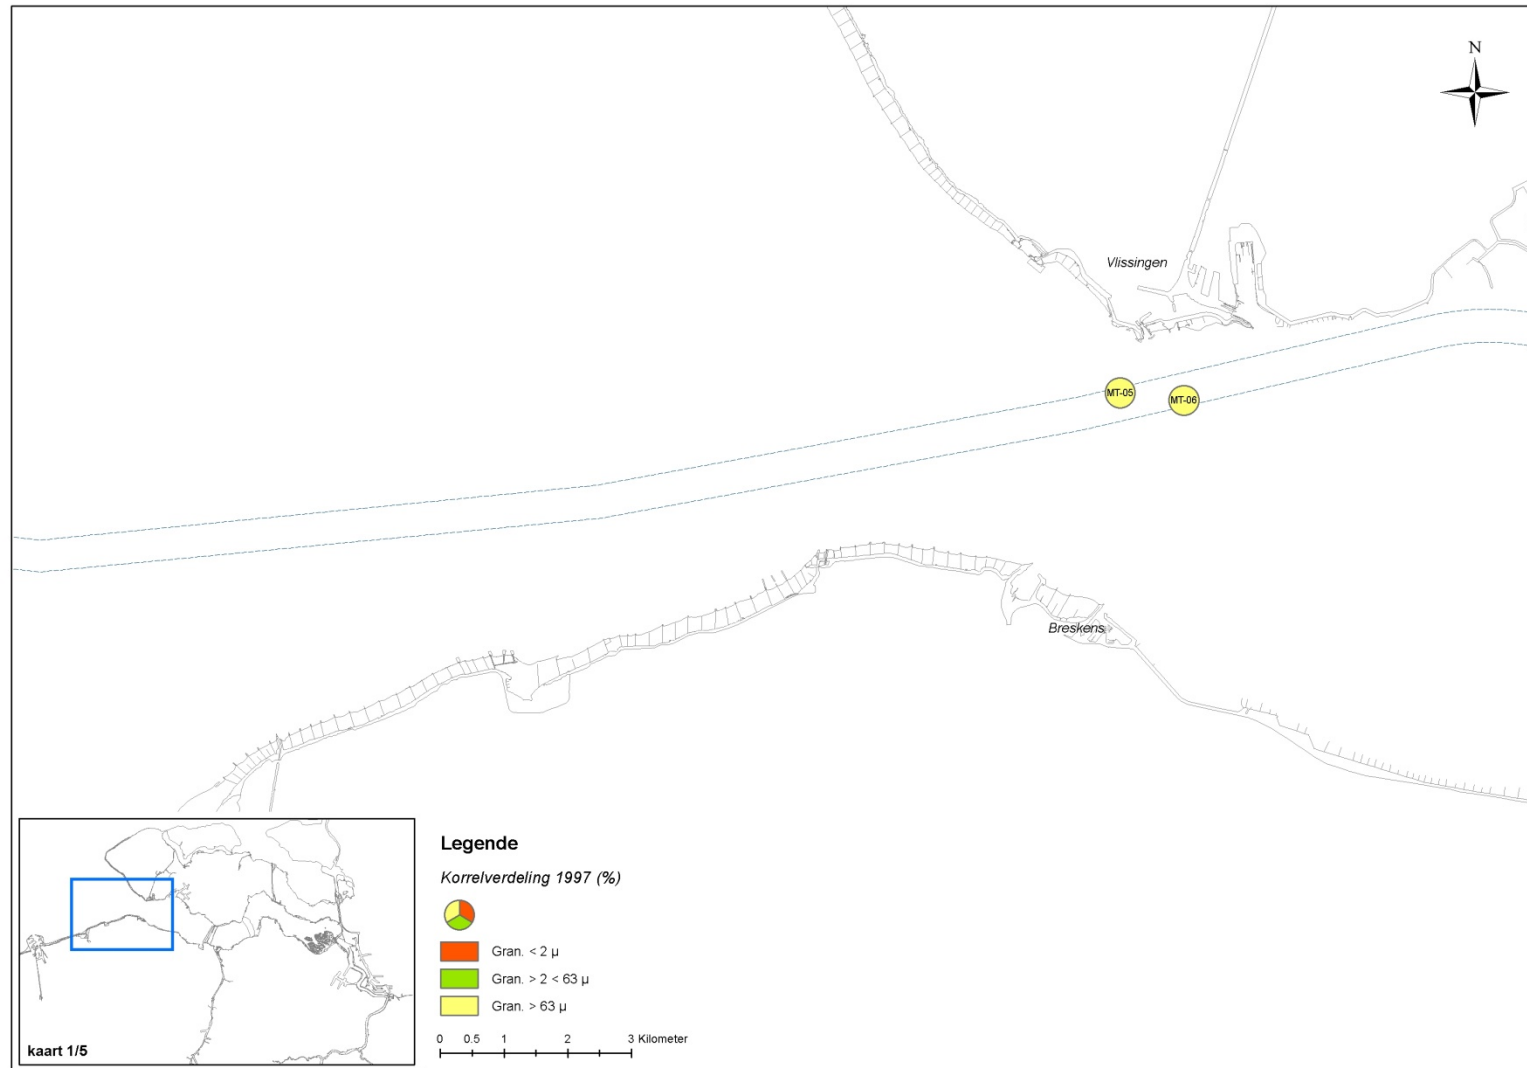 N
Vlissingen
MT-05
MT-06
Breskens
Legende
Korrelverdeling 1997 (%)
Gran. < 2 µ
Gran. > 2 < 63 µ
Gran. > 63 µ
0 0.5 1 2 3 Kilometer
kaart 1/5